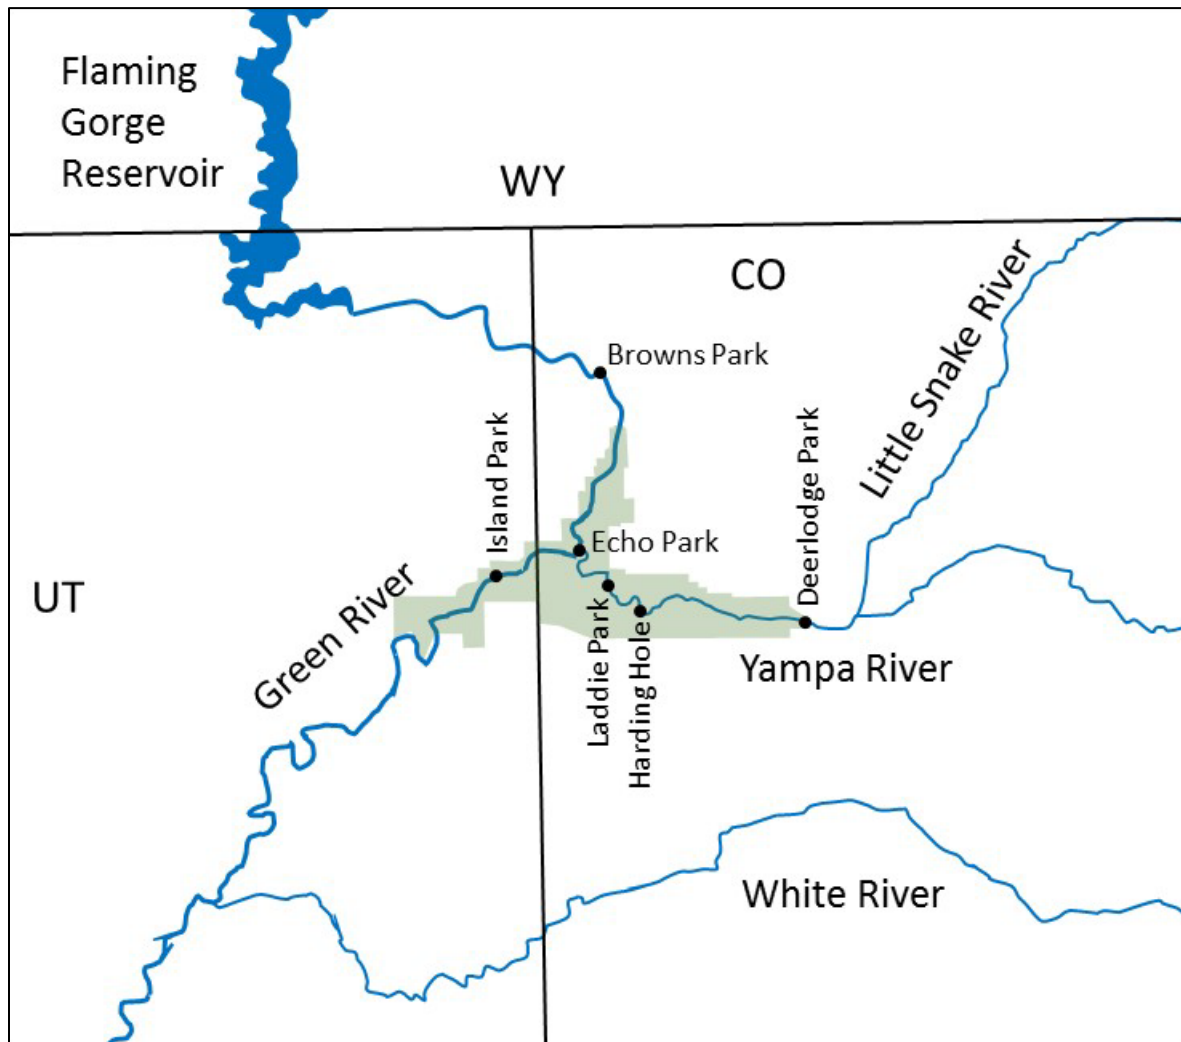 Flaming
Gorge
Reservoir
WY
CO
Little Snake River
Browns Park
Island Park
Deerlodge Park
Echo Park
UT
Green River
Laddie Park
Harding Hole
Yampa River
White River